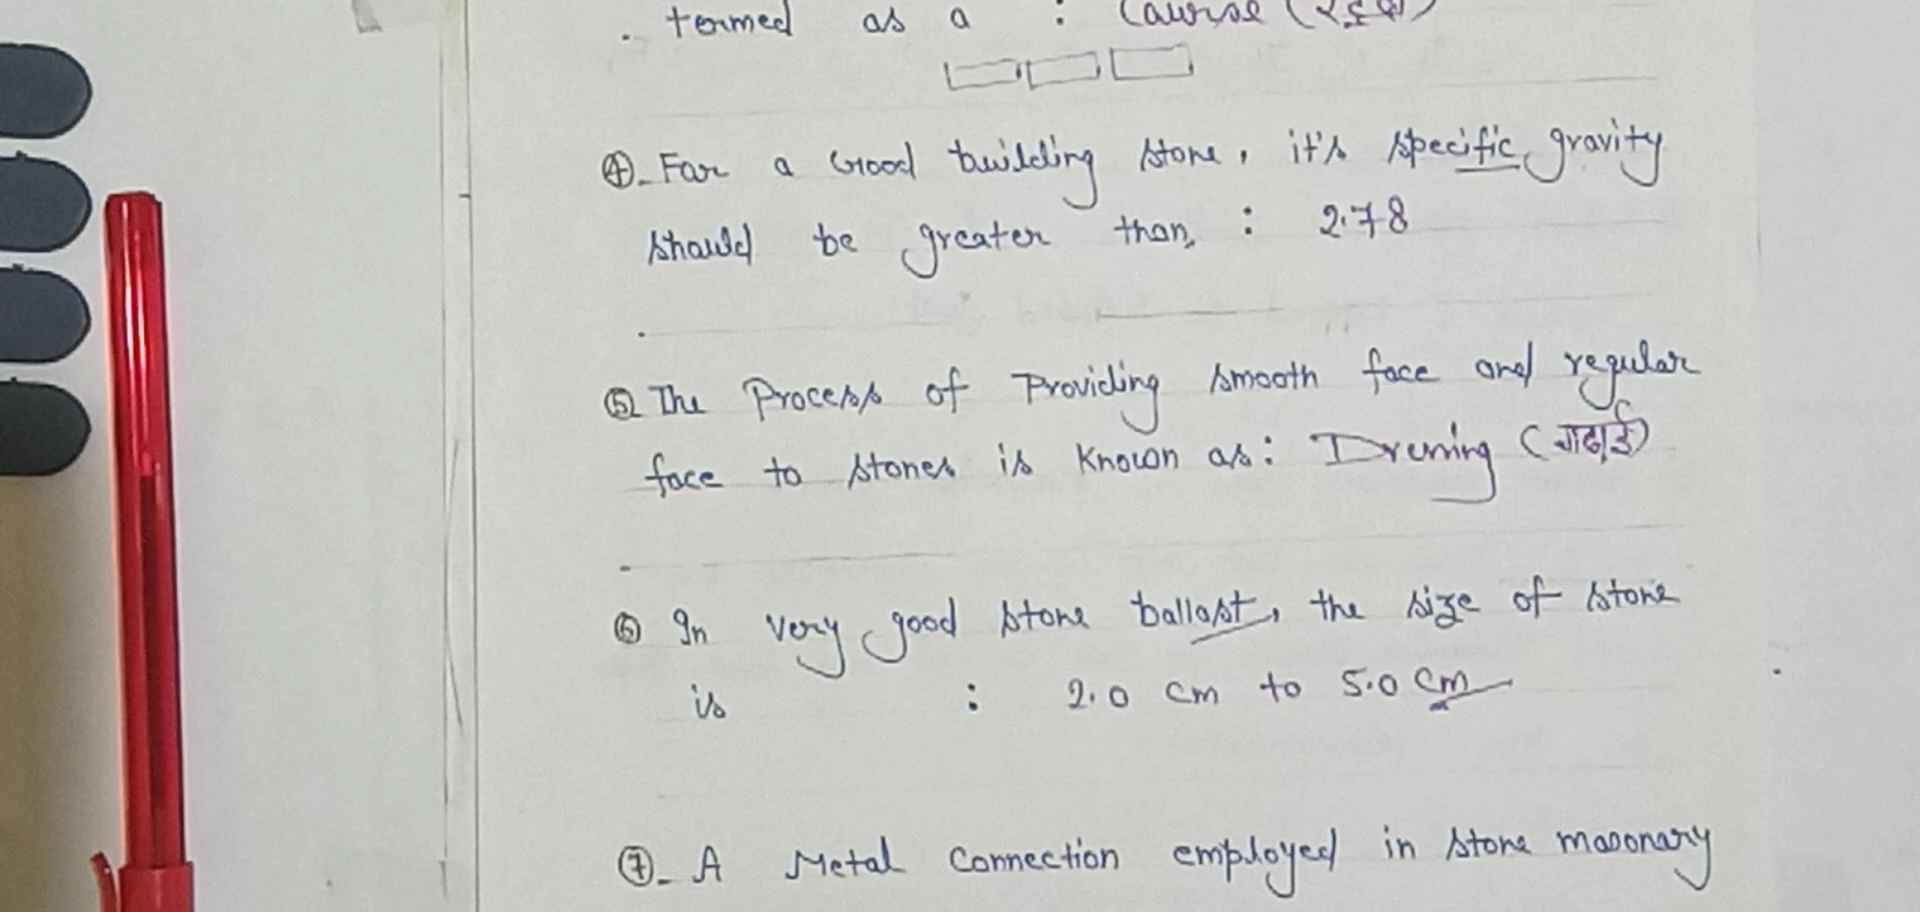 termed as a : Course (रद्दा)
④. For a Good building stone, it's specific gravity
should be greater than, : 2.78
⑤ The Process of Providing smooth face and regular
face to stones is known as: Dressing (गढाई)
⑥ In very good stone ballast, the size of stone
is : 2.0 cm to 5.0 cm
⑦. A Metal Connection employed in stone masonary